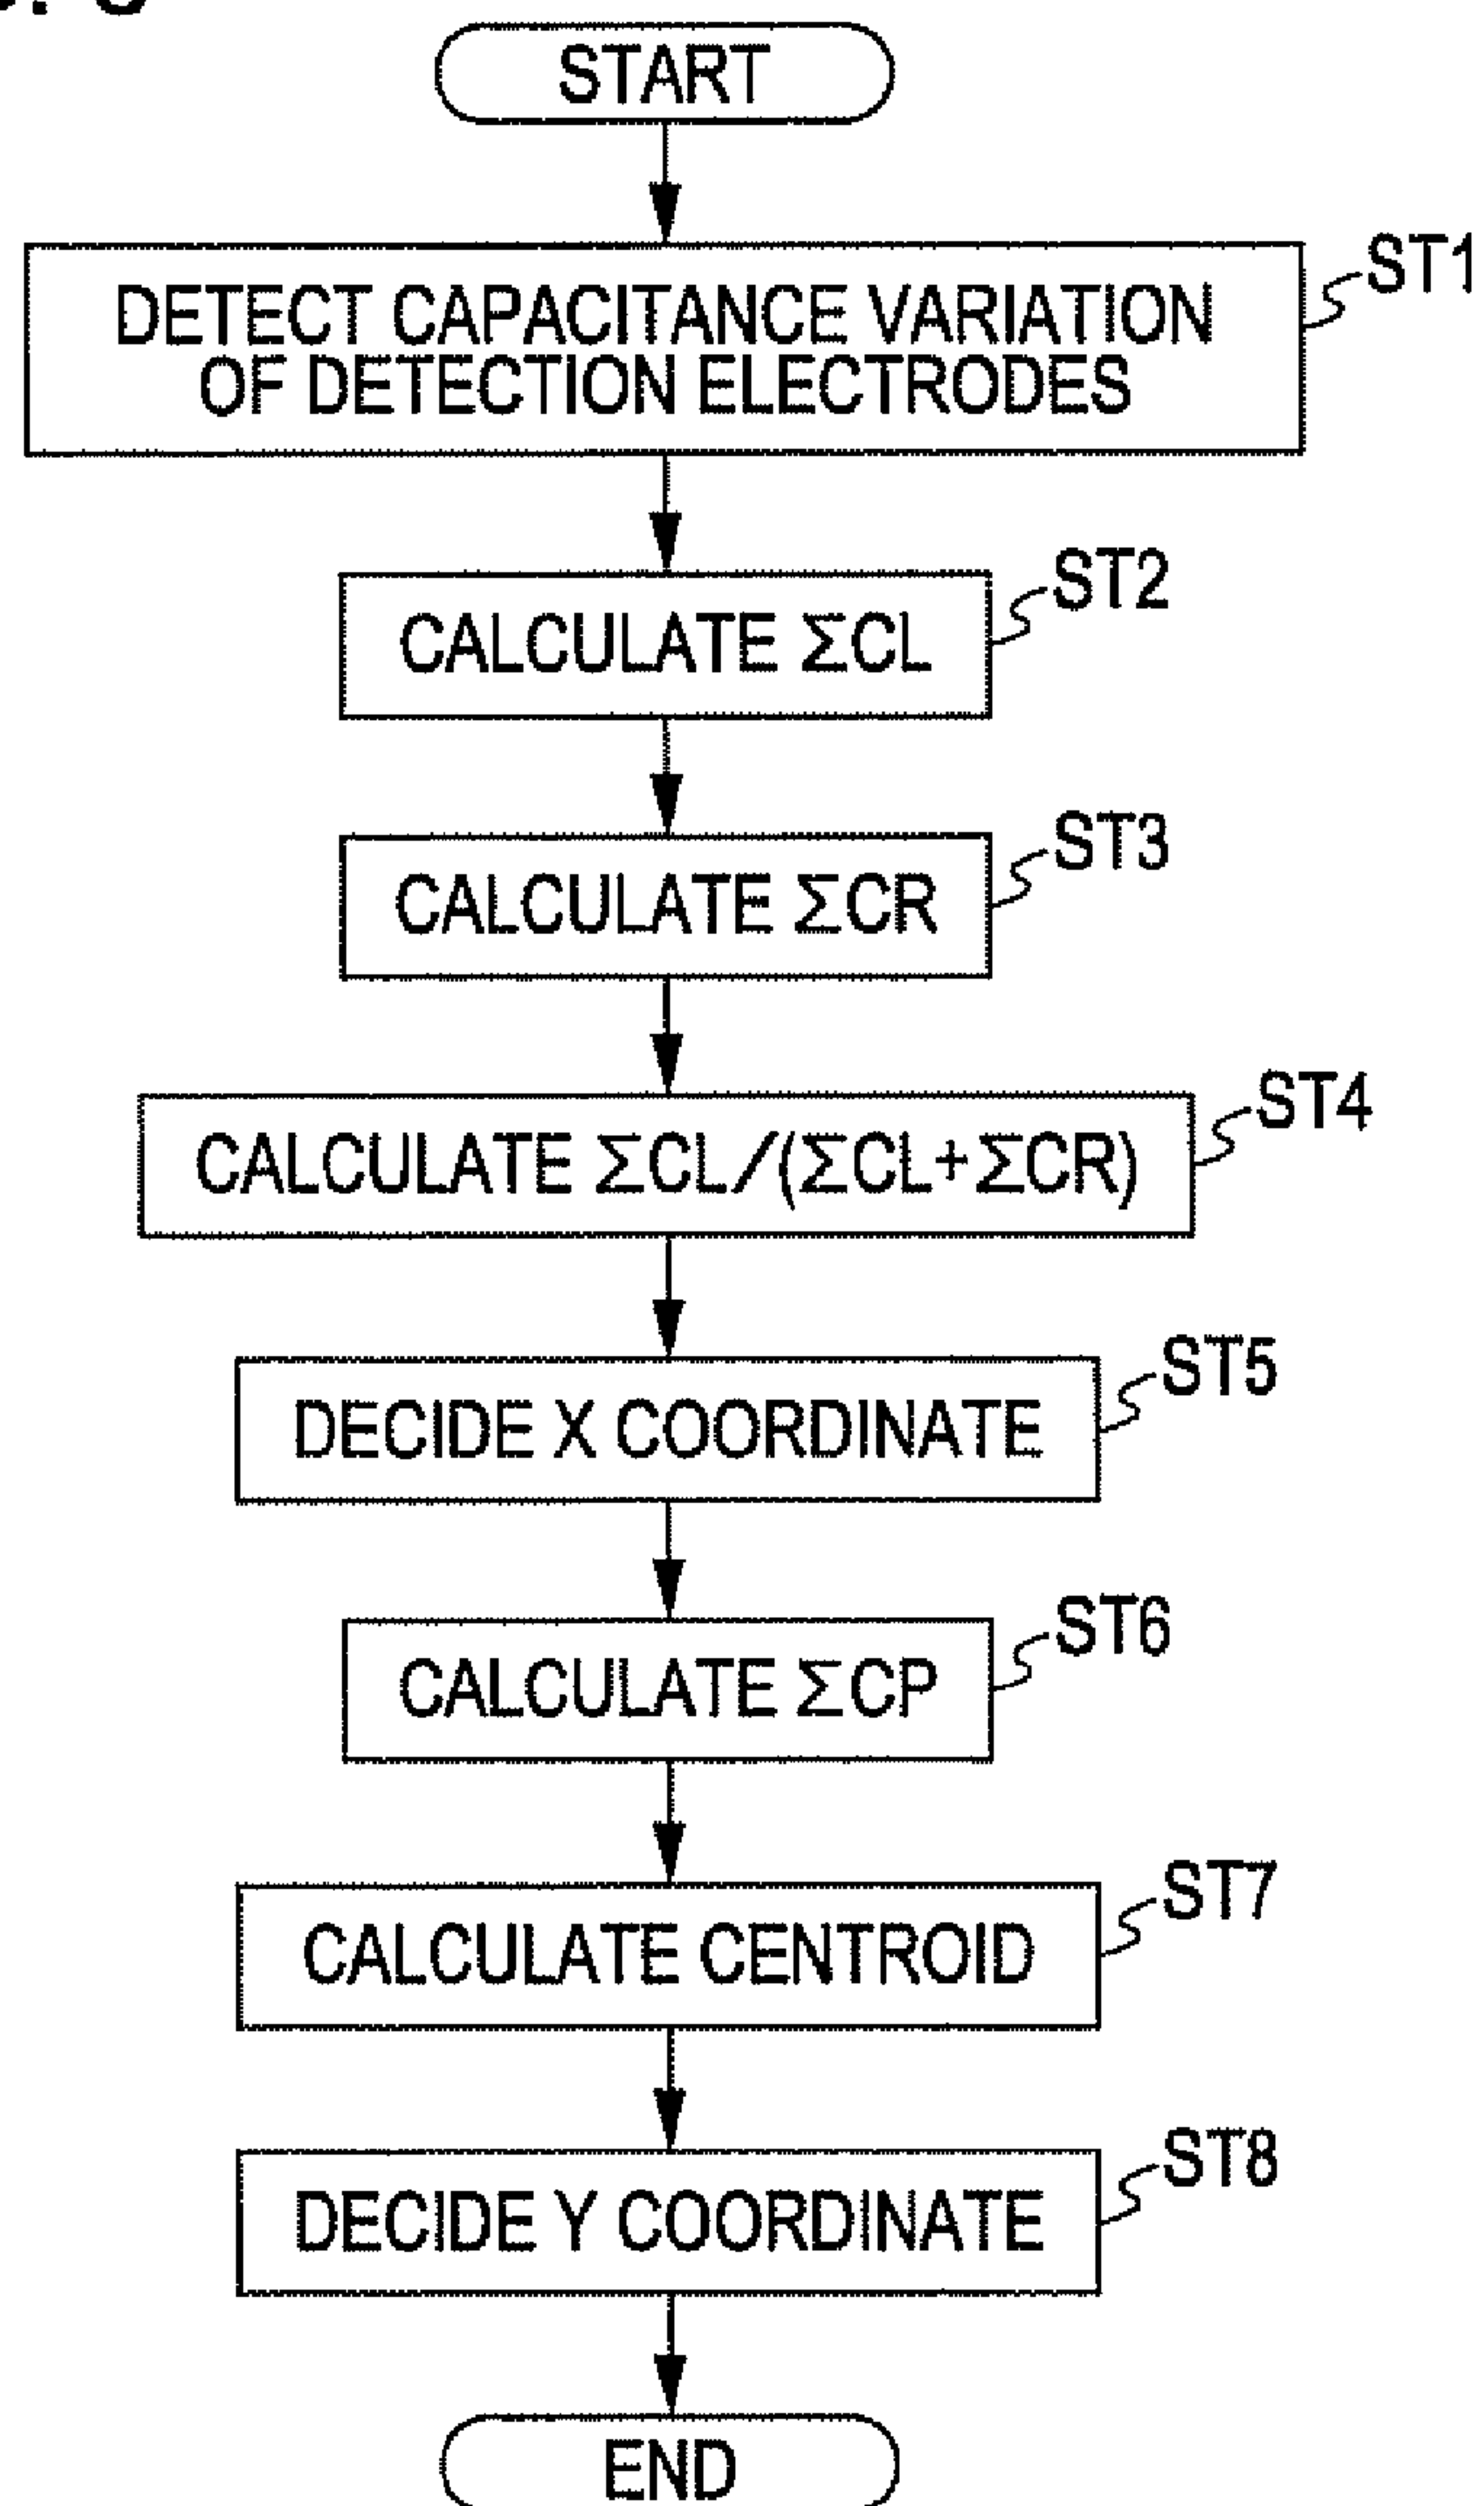 START
ST1
DETECT CAPACITANCE VARIATION
OF DETECTION ELECTRODES
ST2
CALCULATE ΣCL
ST3
CALCULATE ΣCR
ST4
CALCULATE ΣCL/(ΣCL+ΣCR)
ST5
DECIDE X COORDINATE
ST6
CALCULATE ΣCP
ST7
CALCULATE CENTROID
ST8
DECIDE Y COORDINATE
END